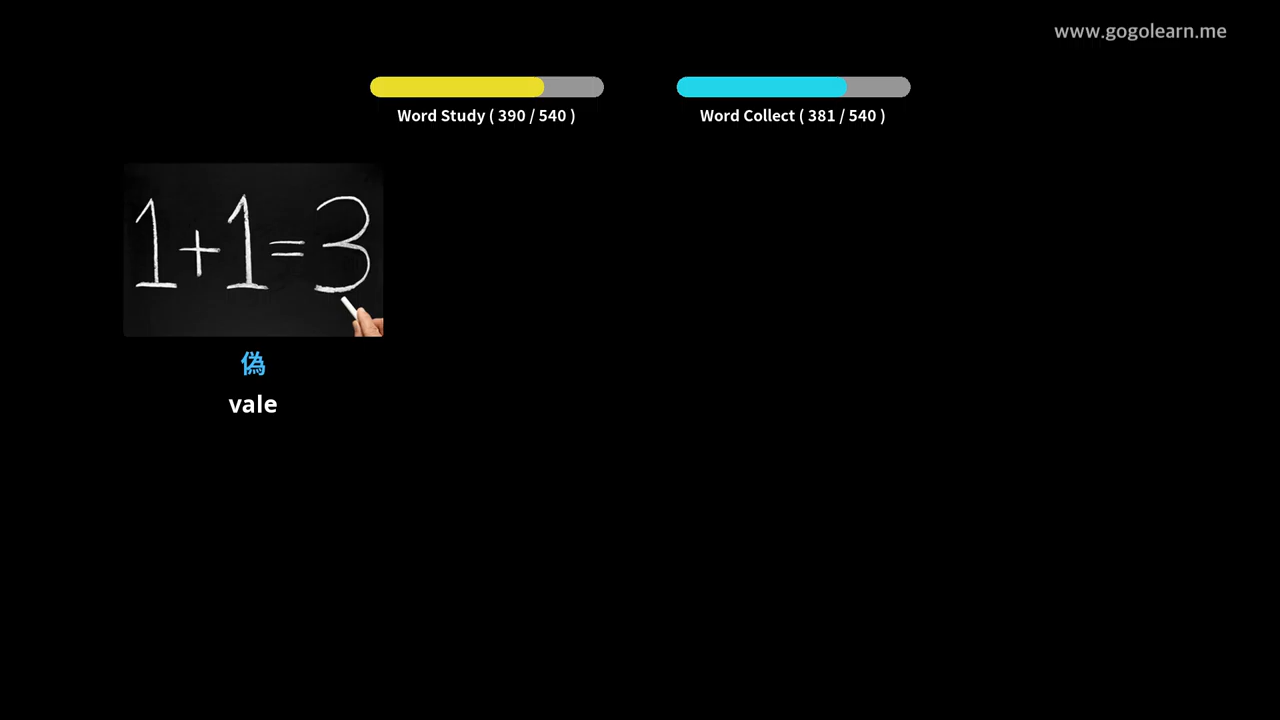 www.gogolearn.me
Word Study ( 390 / 540 )
Word Collect ( 381 / 540 )
1+1=3
偽
vale